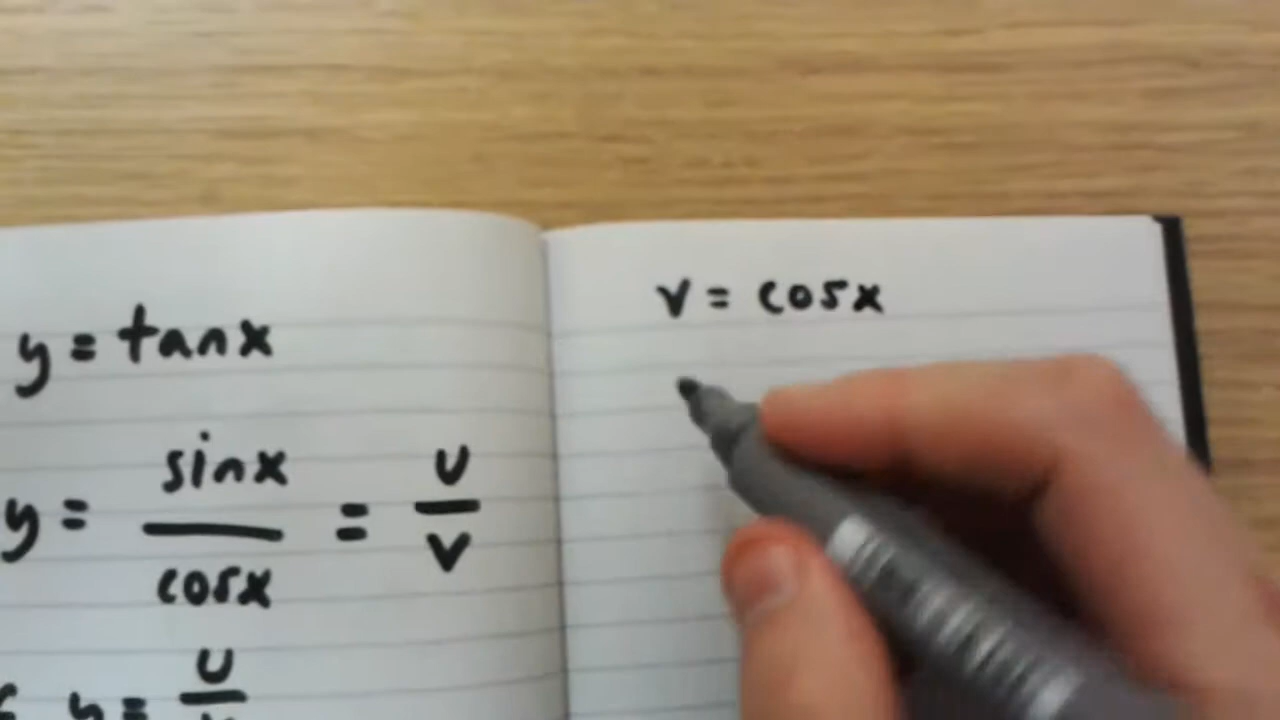 y = tanx
y = sinx / cosx = u / v
y = u
v = cosx